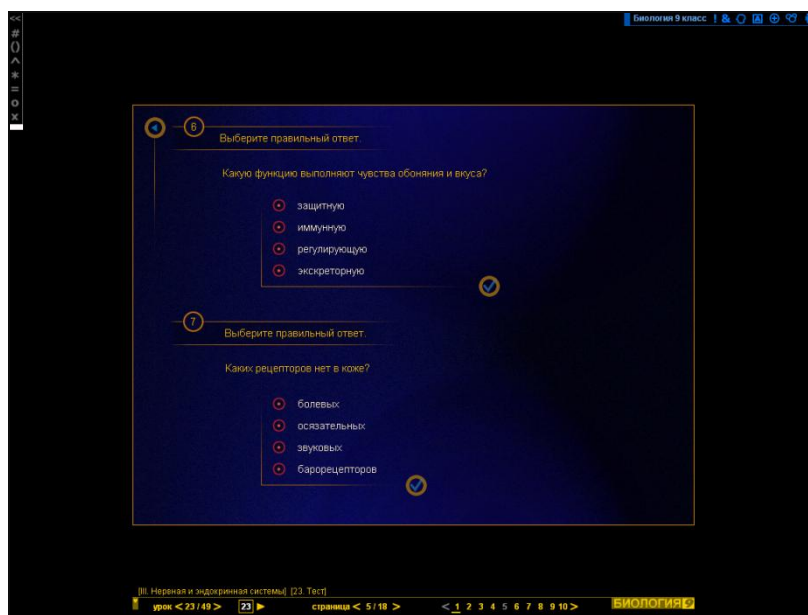 <<
Биология 9 класс ! &
#
()
^
*
=
о
x
6
Выберите правильный ответ.
Какую функцию выполняют чувства обоняния и вкуса?
защитную
иммунную
регулирующую
экскреторную
7
Выберите правильный ответ.
Каких рецепторов нет в коже?
болевых
осязательных
звуковых
барорецепторов
[III. Нервная и эндокринная системы] [23. Тест]
урок < 23 / 49 > 23 страница < 5 / 18 > < 1 2 3 4 5 6 7 8 9 10 > БИОЛОГИЯ 9